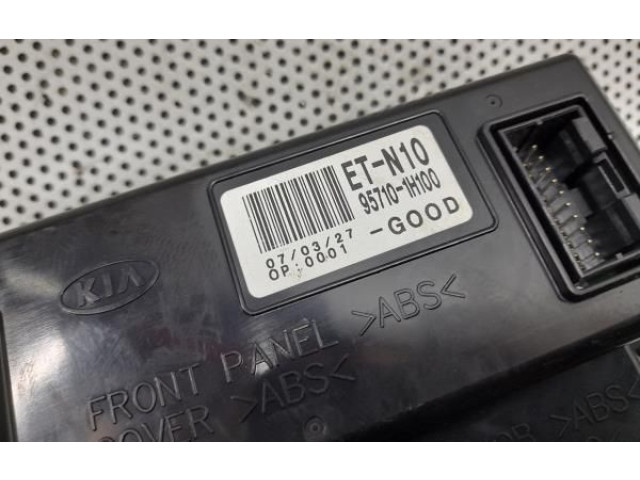 ET-N10
95710-1H100
07/03/27 -GOOD
OP:0001
KIA
FRONT PANEL >ABS<
COVER >ABS<
>ABS<